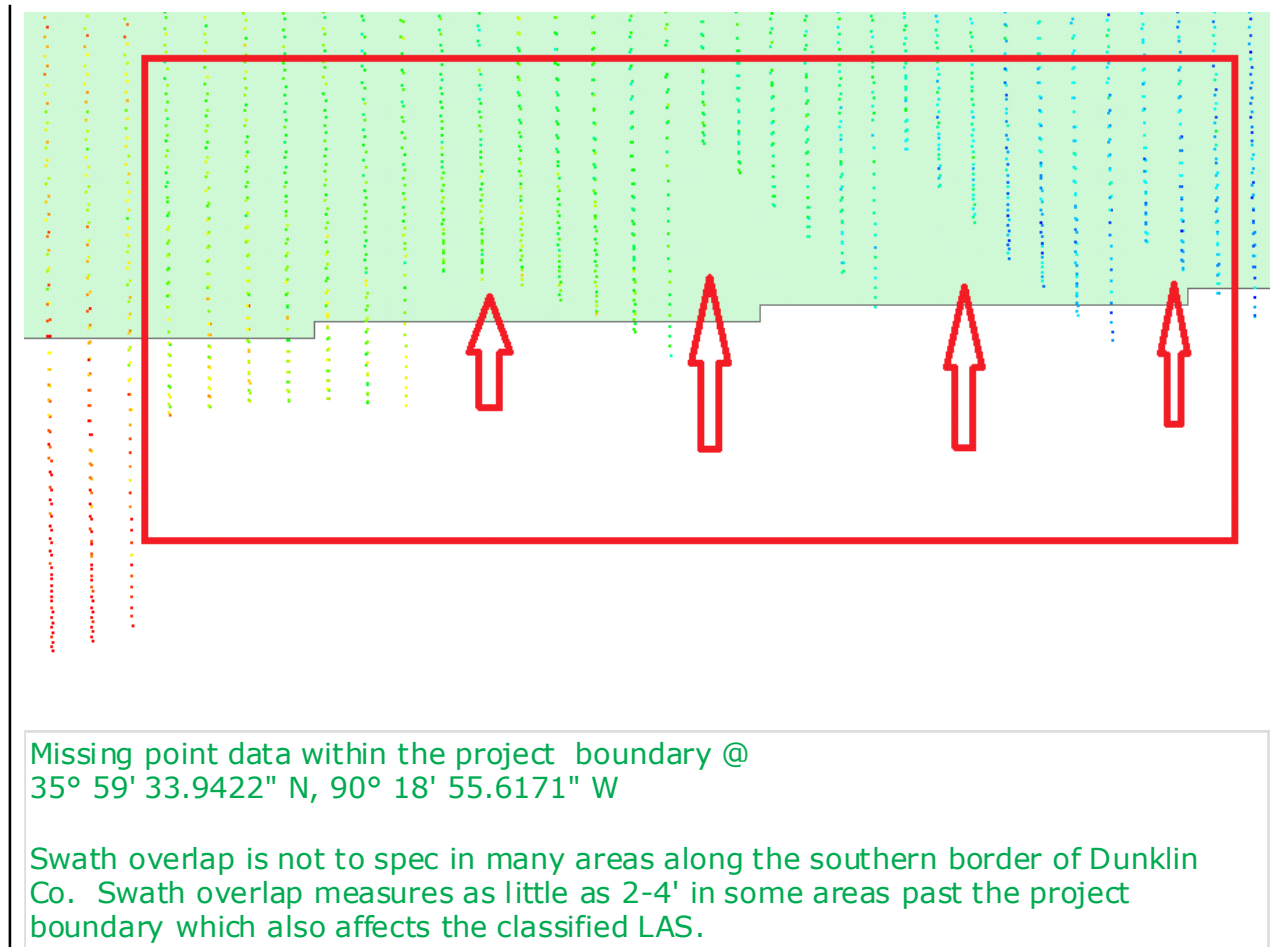 Missing point data within the project boundary @
35° 59' 33.9422" N, 90° 18' 55.6171" W
Swath overlap is not to spec in many areas along the southern border of Dunklin
Co. Swath overlap measures as little as 2-4' in some areas past the project
boundary which also affects the classified LAS.